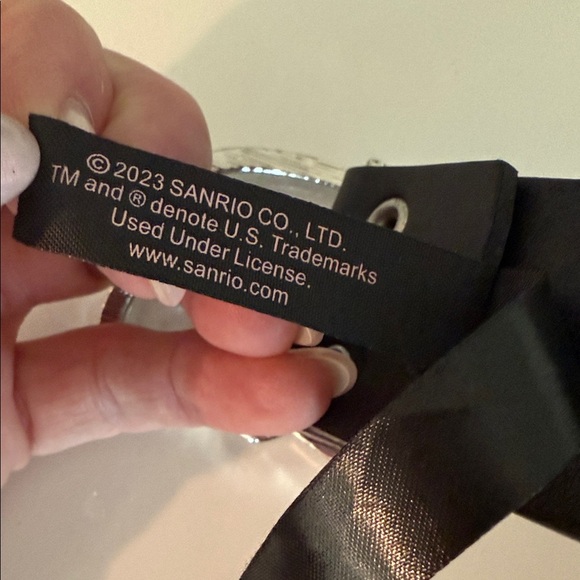 © 2023 SANRIO CO., LTD.
TM and ® denote U.S. Trademarks
Used Under License.
www.sanrio.com